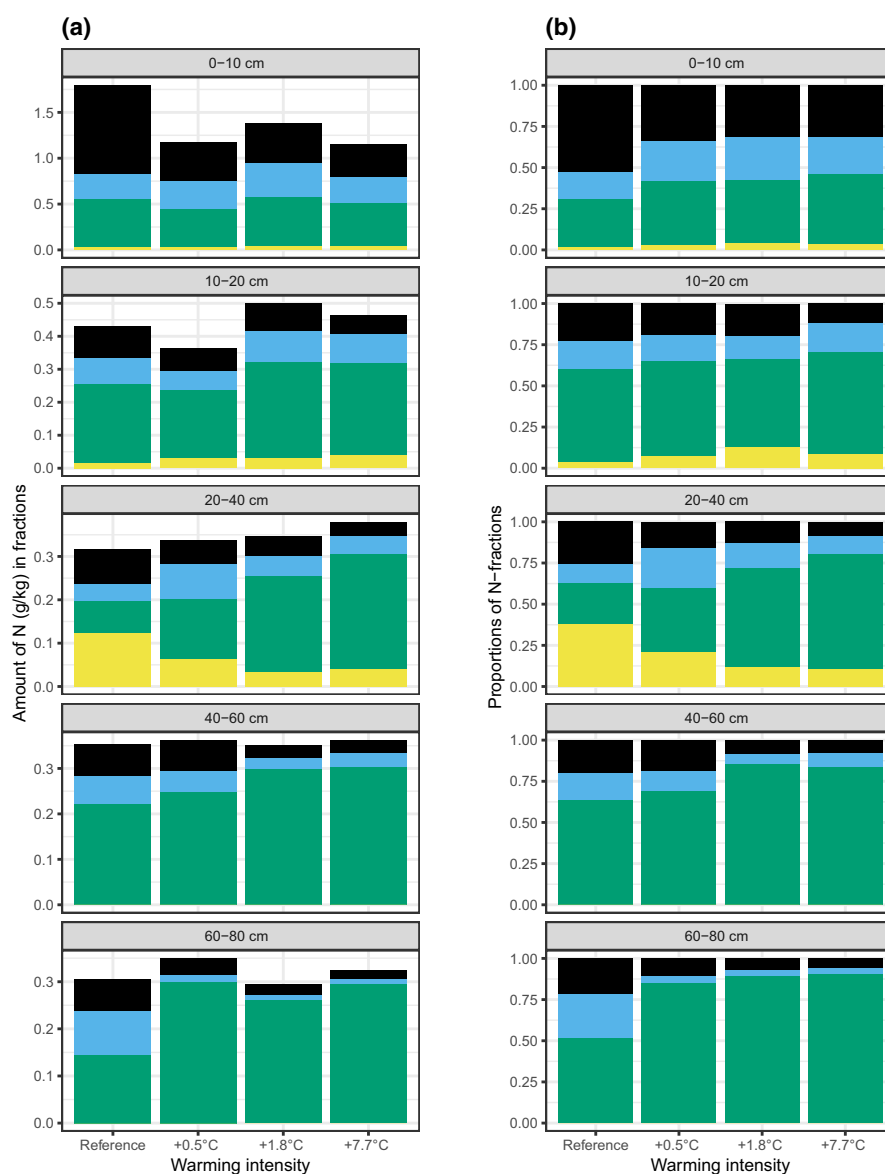 (a)
0−10 cm
1.5
1.0
0.5
0.0
10−20 cm
0.5
0.4
0.3
0.2
0.1
0.0
20−40 cm
0.3
0.2
0.1
0.0
40−60 cm
0.3
0.2
0.1
0.0
60−80 cm
0.3
0.2
0.1
0.0
Amount of N (g/kg) in fractions
Reference +0.5°C +1.8°C +7.7°C
Warming intensity
(b)
0−10 cm
1.00
0.75
0.50
0.25
0.00
10−20 cm
1.00
0.75
0.50
0.25
0.00
20−40 cm
1.00
0.75
0.50
0.25
0.00
40−60 cm
1.00
0.75
0.50
0.25
0.00
60−80 cm
1.00
0.75
0.50
0.25
0.00
Proportions of N−fractions
Reference +0.5°C +1.8°C +7.7°C
Warming intensity